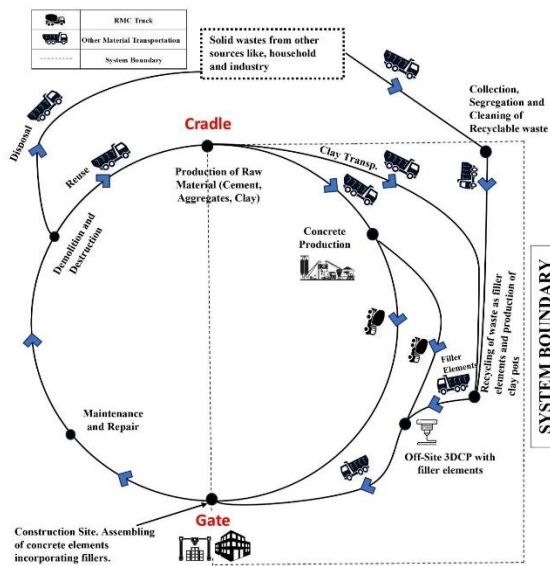 RMC Truck
Other Material Transportation
System Boundary
Solid wastes from other
sources like, household
and industry
Collection,
Segregation and
Cleaning of
Recyclable waste
Disposal
Cradle
Reuse
Clay Transp.
Production of Raw
Material (Cement,
Aggregates, Clay)
Concrete
Production
Demolition and
Destruction
Filler
Elements
Recycling of waste as filler
elements and production of
clay pots
SYSTEM BOUNDARY
Maintenance
and Repair
Off-Site 3DCP with
filler elements
Gate
Construction Site. Assembling
of concrete elements
incorporating fillers.